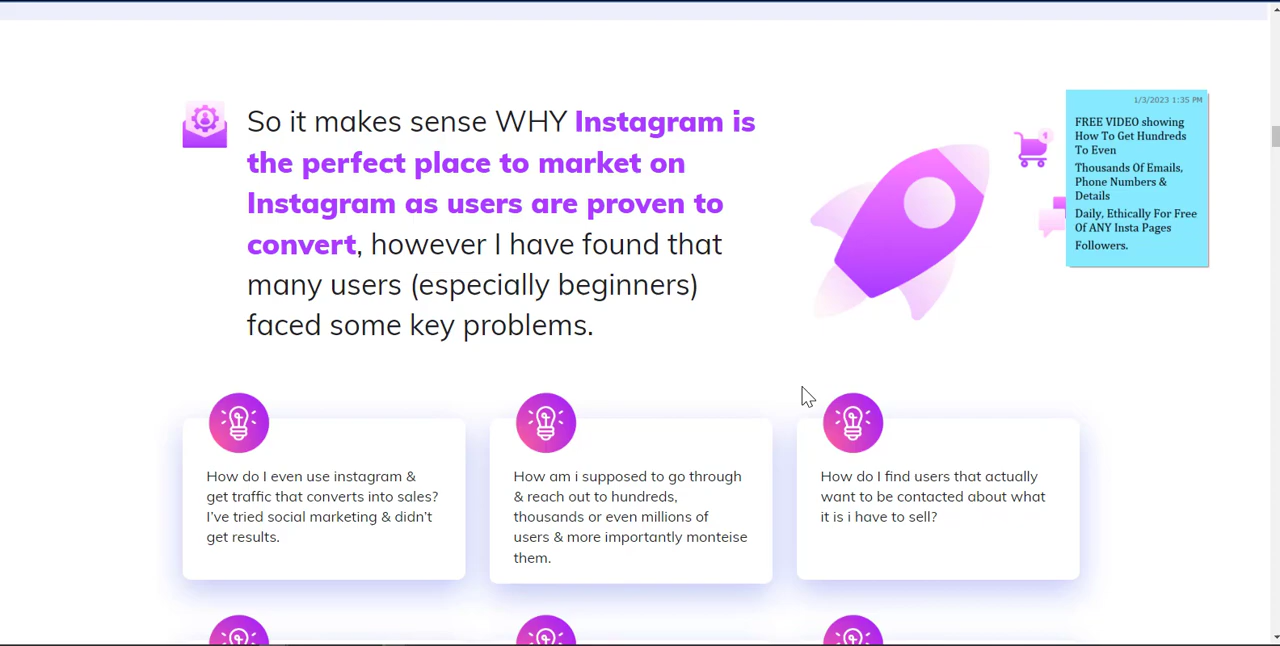 So it makes sense WHY Instagram is
the perfect place to market on
Instagram as users are proven to
convert, however I have found that
many users (especially beginners)
faced some key problems.
1
1/3/2023 1:35 PM
FREE VIDEO showing
How To Get Hundreds
To Even
Thousands Of Emails,
Phone Numbers &
Details
Daily, Ethically For Free
Of ANY Insta Pages
Followers.
How do I even use instagram &
get traffic that converts into sales?
I've tried social marketing & didn't
get results.
How am i supposed to go through
& reach out to hundreds,
thousands or even millions of
users & more importantly monteise
them.
How do I find users that actually
want to be contacted about what
it is i have to sell?